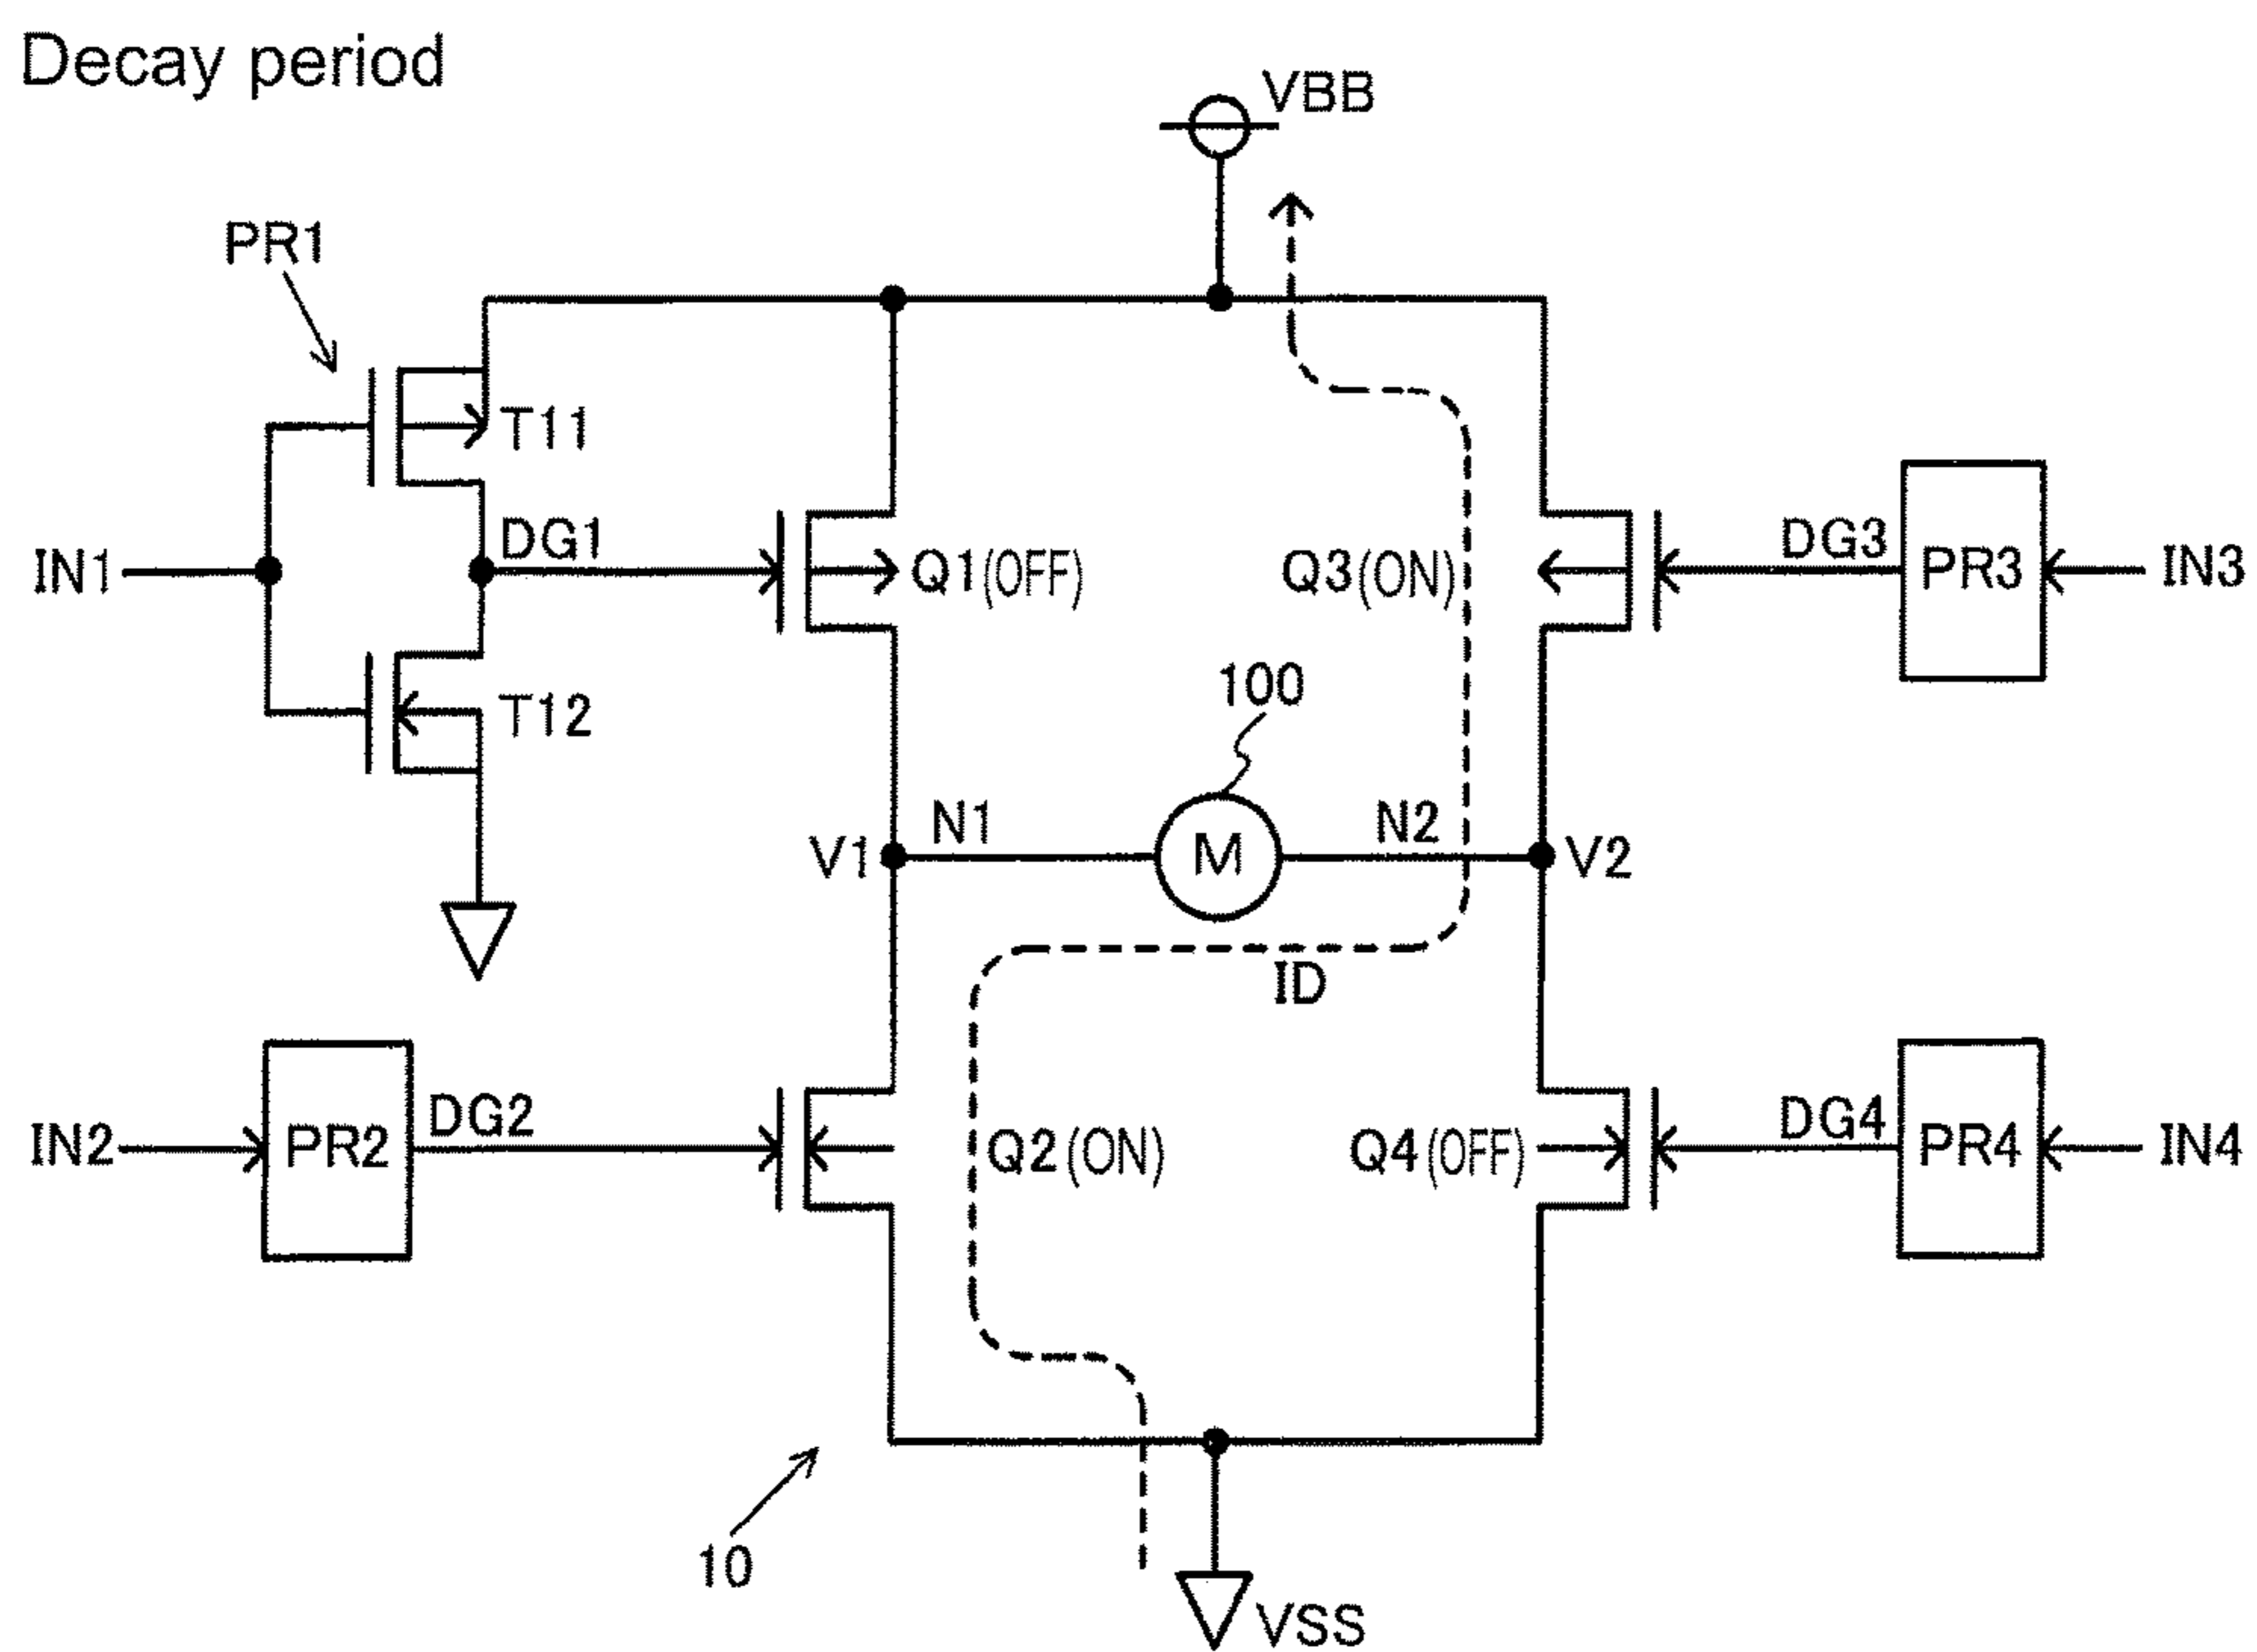 Decay period
VBB
PR1
T11
DG1
IN1
Q1(OFF)
Q3(ON)
DG3
PR3
IN3
T12
100
N1
M
N2
V1
V2
ID
IN2
PR2
DG2
Q2(ON)
Q4(OFF)
DG4
PR4
IN4
10
VSS